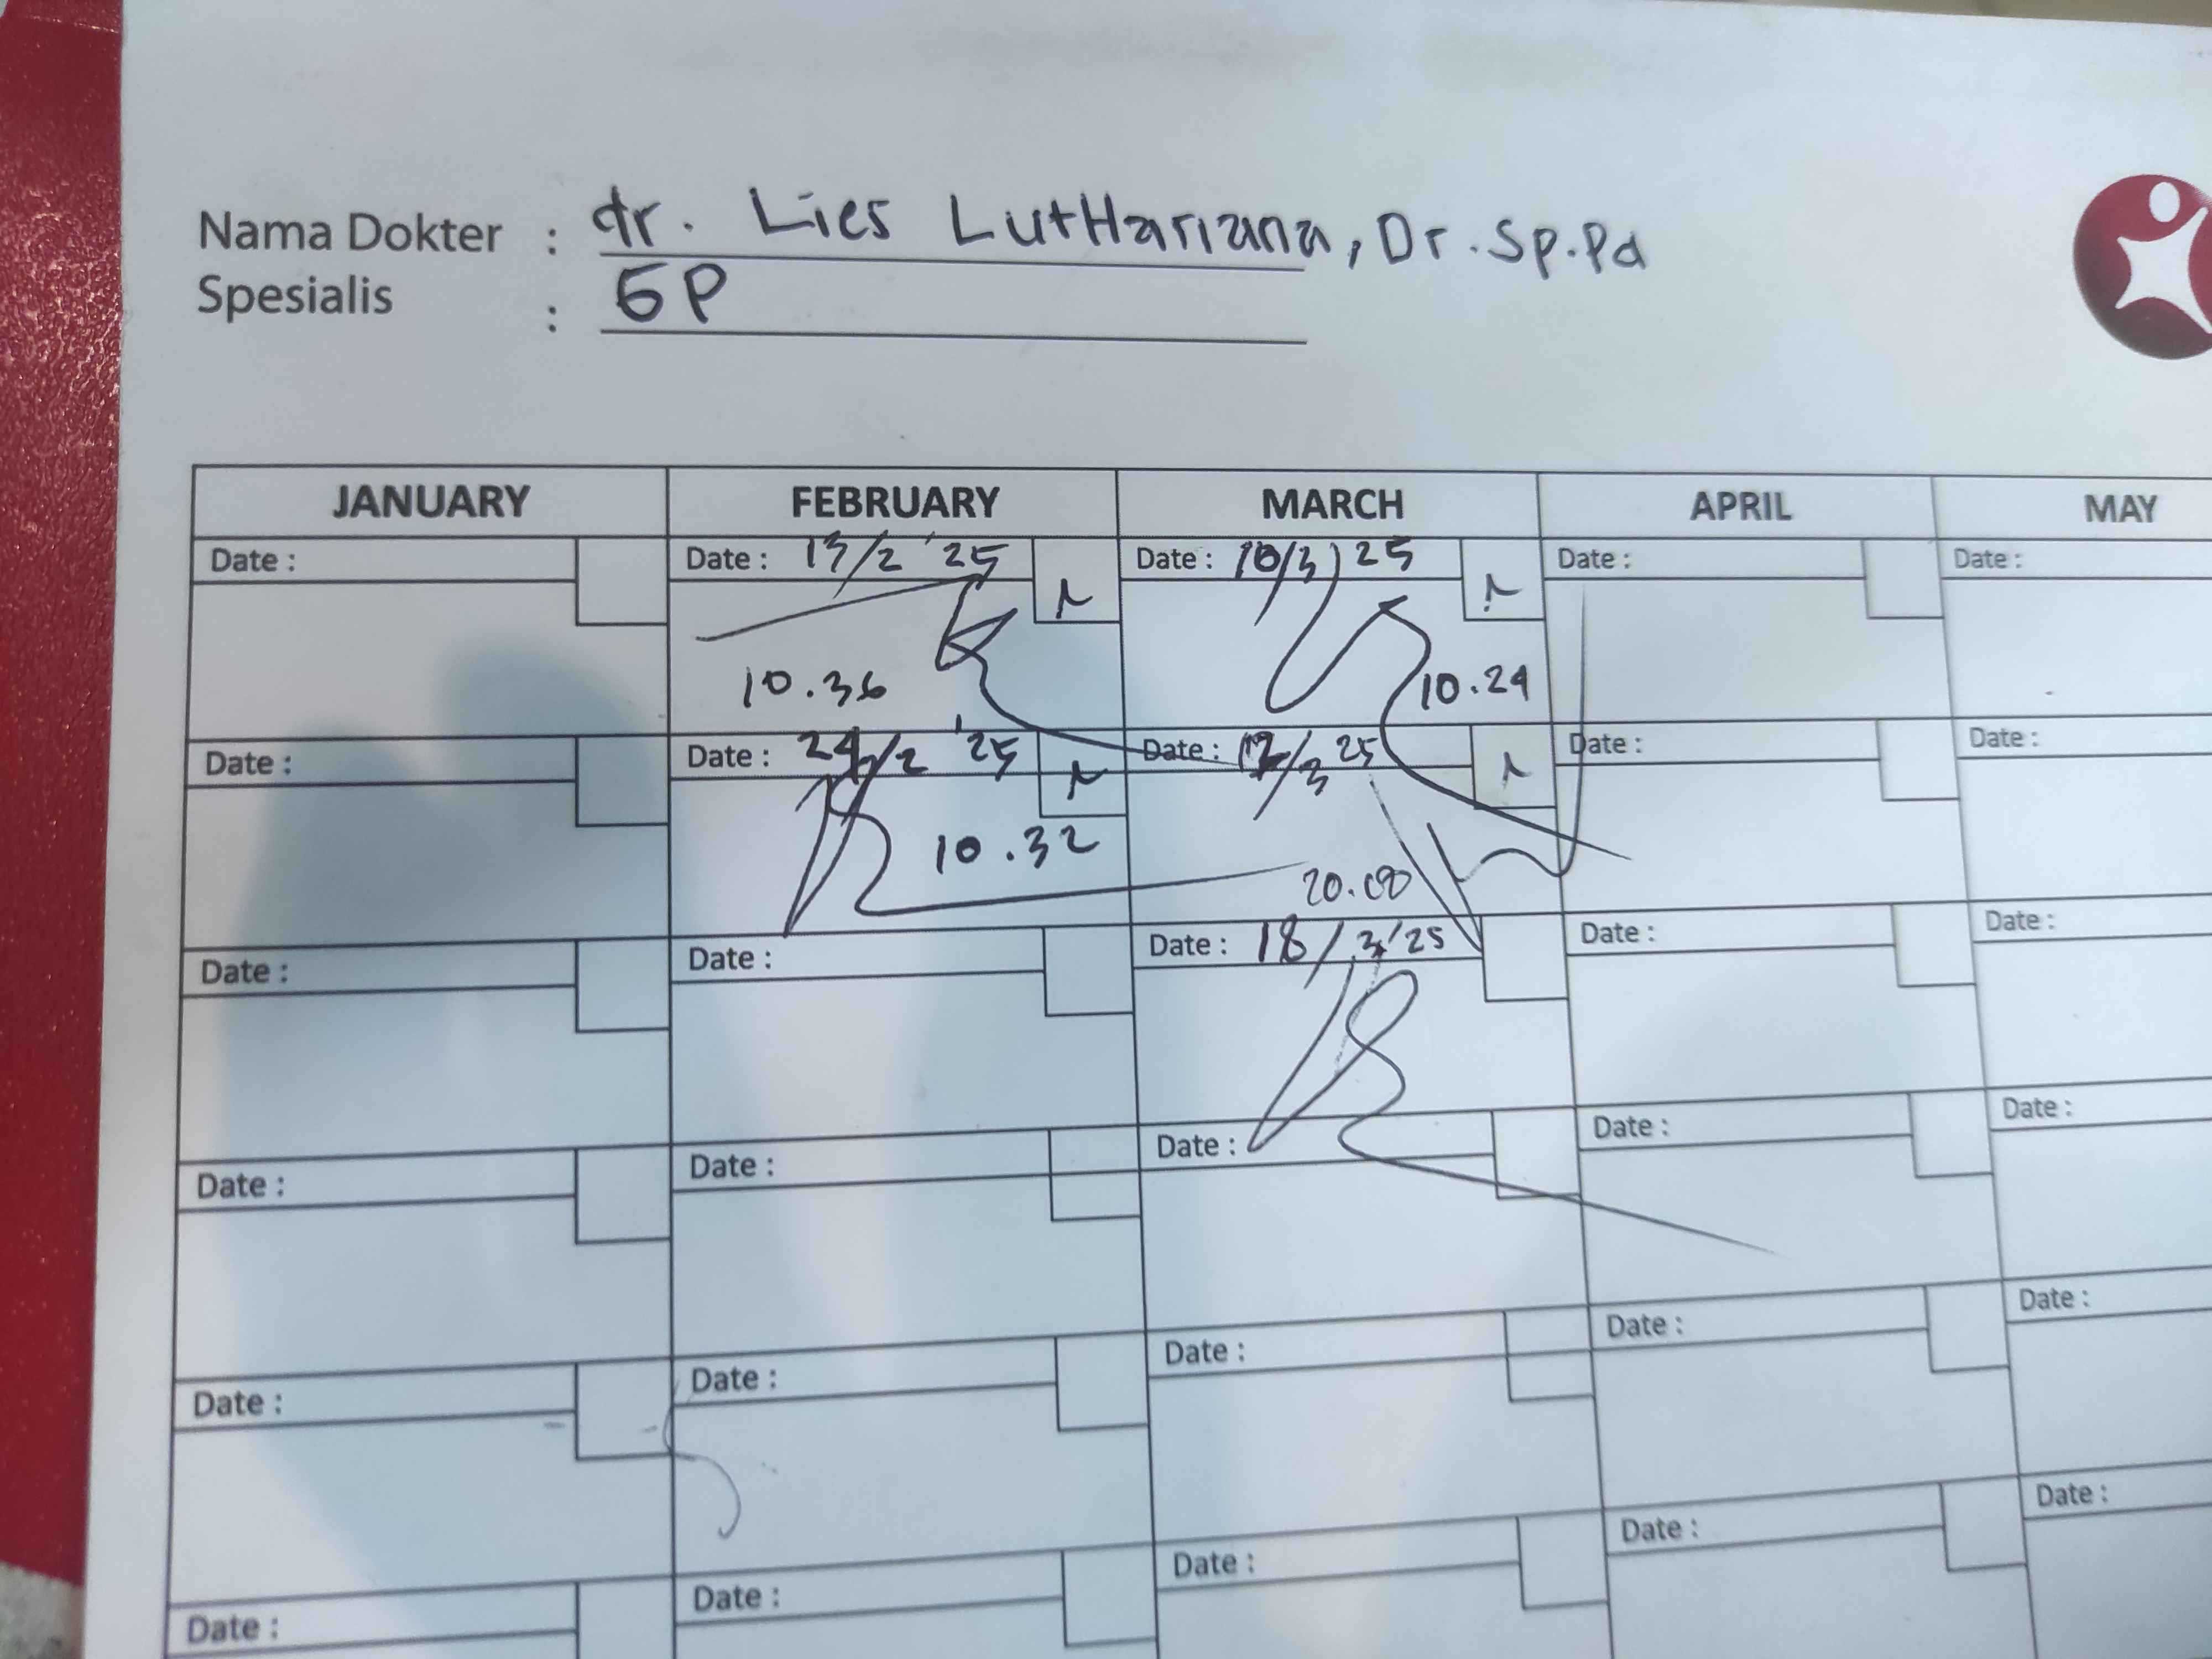 Nama Dokter : dr. Lies LutHariana, Dr. Sp.Pd
Spesialis : GP
JANUARY FEBRUARY MARCH APRIL MAY
Date : Date : 13/2 '25 Date : 10/3 25 Date : Date :
10.36 10.24
Date : Date : 24/2 '25 Date : 12/3 25 Date : Date :
10.32 20.00
Date : Date : Date : 18/3/'25 Date : Date :
Date : Date : Date : Date : Date :
Date : Date : Date : Date : Date :
Date : Date : Date : Date : Date :